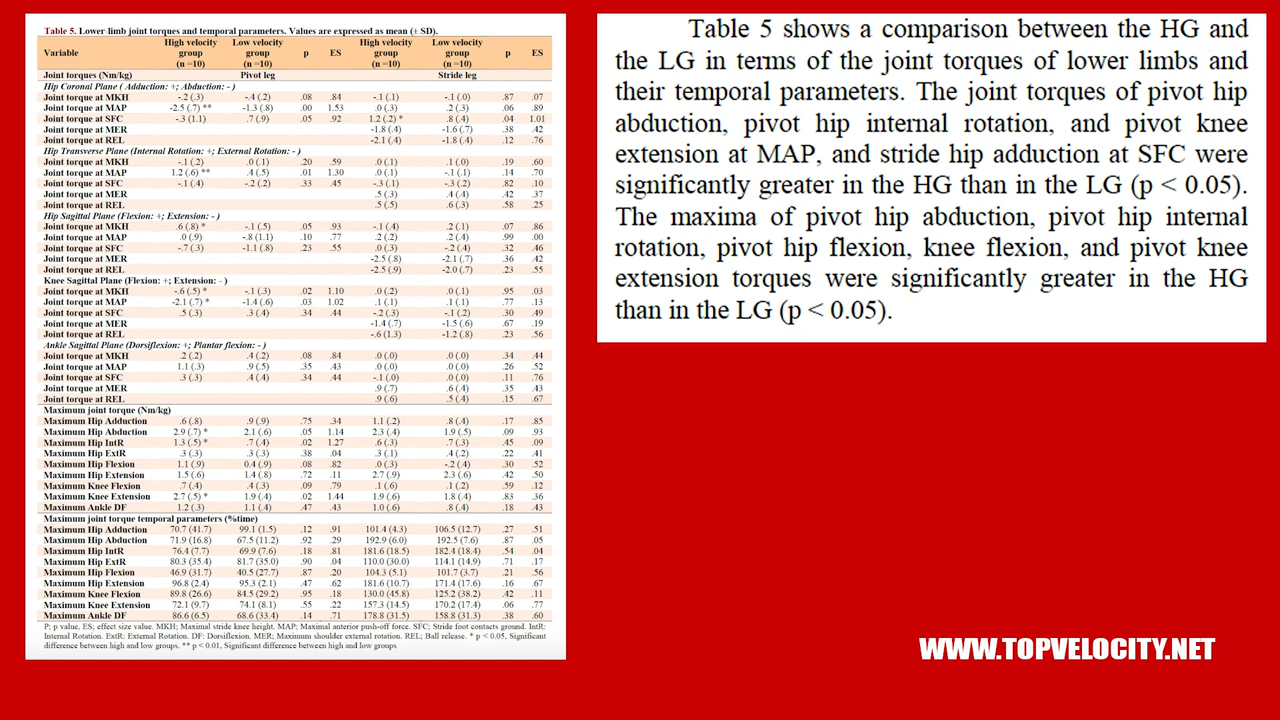 Table 5. Lower limb joint torques and temporal parameters. Values are expressed as mean (± SD).
Variable High velocity group (n =10) Low velocity group (n =10) p ES High velocity group (n =10) Low velocity group (n =10) p ES
Joint torques (Nm/kg) Pivot leg Stride leg
Hip Coronal Plane ( Adduction: +; Abduction: - )
Joint torque at MKH -.2 (.3) -.4 (.2) .08 .84 -.1 (.1) -.1 (.0) .87 .07
Joint torque at MAP -2.5 (.7) ** -1.3 (.8) .00 1.53 .0 (.3) .2 (.3) .06 .89
Joint torque at SFC -.3 (1.1) .7 (.9) .05 .92 1.2 (.2) * .8 (.4) .04 1.01
Joint torque at MER -1.8 (.4) -1.6 (.7) .38 .42
Joint torque at REL -2.1 (.4) -1.8 (.4) .12 .76
Hip Transverse Plane (Internal Rotation: +; External Rotation: - )
Joint torque at MKH -.1 (.2) .0 (.1) .20 .59 .0 (.1) .1 (.0) .19 .60
Joint torque at MAP 1.2 (.6) ** .4 (.5) .01 1.30 .0 (.1) -.1 (.1) .14 .70
Joint torque at SFC -.1 (.4) -.2 (.2) .33 .45 -.3 (.1) -.3 (.2) .82 .10
Joint torque at MER .5 (.3) .4 (.4) .42 .37
Joint torque at REL .5 (.5) .6 (.3) .58 .25
Hip Sagittal Plane (Flexion: +; Extension: - )
Joint torque at MKH .6 (.8) * -.1 (.5) .05 .93 -.1 (.4) .2 (.1) .07 .86
Joint torque at MAP .0 (.9) -.8 (1.1) .10 .77 .2 (.2) .2 (.4) .99 .00
Joint torque at SFC -.7 (.3) -1.1 (.8) .23 .55 .0 (.3) -.2 (.4) .32 .46
Joint torque at MER -2.5 (.8) -2.1 (.7) .36 .42
Joint torque at REL -2.5 (.9) -2.0 (.7) .23 .55
Knee Sagittal Plane (Flexion: +; Extension: - )
Joint torque at MKH -.6 (.5) * -.1 (.3) .02 1.10 .0 (.2) .0 (.1) .95 .03
Joint torque at MAP -2.1 (.7) * -1.4 (.6) .03 1.02 .1 (.1) .1 (.1) .77 .13
Joint torque at SFC .5 (.3) .3 (.4) .34 .44 -.2 (.3) -.1 (.2) .30 .49
Joint torque at MER -1.4 (.7) -1.5 (.6) .67 .19
Joint torque at REL -.6 (1.3) -1.2 (.8) .23 .56
Ankle Sagittal Plane (Dorsiflexion: +; Plantar flexion: - )
Joint torque at MKH .2 (.2) .4 (.2) .08 .84 .0 (.0) .0 (.0) .34 .44
Joint torque at MAP 1.1 (.3) .9 (.5) .35 .43 .0 (.0) .0 (.0) .26 .52
Joint torque at SFC .3 (.3) .4 (.4) .34 .44 -.1 (.0) .0 (.0) .11 .76
Joint torque at MER .9 (.7) .6 (.4) .35 .43
Joint torque at REL .9 (.6) .5 (.4) .15 .67
Maximum joint torque (Nm/kg)
Maximum Hip Adduction .6 (.8) .9 (.9) .75 .34 1.1 (.2) .8 (.4) .17 .85
Maximum Hip Abduction 2.9 (.7) * 2.1 (.6) .05 1.14 2.3 (.4) 1.9 (.5) .09 .93
Maximum Hip IntR 1.3 (.5) * .7 (.4) .02 1.27 .6 (.3) .7 (.3) .45 .09
Maximum Hip ExtR .3 (.3) .3 (.3) .38 .04 .3 (.1) .4 (.2) .22 .41
Maximum Hip Flexion 1.1 (.9) 0.4 (.9) .08 .82 .0 (.3) -.2 (.4) .30 .52
Maximum Hip Extension 1.5 (.6) 1.4 (.8) .72 .11 2.7 (.9) 2.3 (.6) .42 .50
Maximum Knee Flexion .7 (.4) .4 (.3) .09 .79 .1 (.6) .1 (.2) .59 .12
Maximum Knee Extension 2.7 (.5) * 1.9 (.4) .02 1.44 1.9 (.6) 1.8 (.4) .83 .36
Maximum Ankle DF 1.2 (.3) 1.1 (.4) .47 .43 1.0 (.6) .8 (.4) .18 .43
Maximum joint torque temporal parameters (%time)
Maximum Hip Adduction 70.7 (41.7) 99.1 (1.5) .12 .91 101.4 (4.3) 106.5 (12.7) .27 .51
Maximum Hip Abduction 71.9 (16.8) 67.5 (11.2) .92 .29 192.9 (6.0) 192.5 (7.6) .87 .05
Maximum Hip IntR 76.4 (7.7) 69.9 (7.6) .18 .81 181.6 (18.5) 182.4 (18.4) .54 .04
Maximum Hip ExtR 80.3 (35.4) 81.7 (35.0) .90 .04 110.0 (30.0) 114.1 (14.9) .71 .17
Maximum Hip Flexion 46.9 (31.7) 40.5 (27.7) .87 .20 104.3 (5.1) 101.7 (3.7) .21 .56
Maximum Hip Extension 96.8 (2.4) 95.3 (2.1) .47 .62 181.6 (10.7) 171.4 (17.6) .16 .67
Maximum Knee Flexion 89.8 (26.6) 84.5 (29.2) .95 .18 130.0 (45.8) 125.2 (38.2) .42 .11
Maximum Knee Extension 72.1 (9.7) 74.1 (8.1) .55 .22 157.3 (14.5) 170.2 (17.4) .06 .77
Maximum Ankle DF 86.6 (6.5) 68.6 (33.4) .14 .71 178.8 (31.5) 158.8 (31.3) .38 .60
P; p value, ES; effect size value. MKH; Maximal stride knee height. MAP; Maximal anterior push-off force. SFC; Stride foot contacts ground. IntR:
Internal Rotation. ExtR: External Rotation. DF: Dorsiflexion. MER; Maximum shoulder external rotation. REL; Ball release. * p < 0.05, Significant
difference between high and low groups. ** p < 0.01, Significant difference between high and low groups
Table 5 shows a comparison between the HG and
the LG in terms of the joint torques of lower limbs and
their temporal parameters. The joint torques of pivot hip
abduction, pivot hip internal rotation, and pivot knee
extension at MAP, and stride hip adduction at SFC were
significantly greater in the HG than in the LG (p < 0.05).
The maxima of pivot hip abduction, pivot hip internal
rotation, pivot hip flexion, knee flexion, and pivot knee
extension torques were significantly greater in the HG
than in the LG (p < 0.05).
WWW.TOPVELOCITY.NET